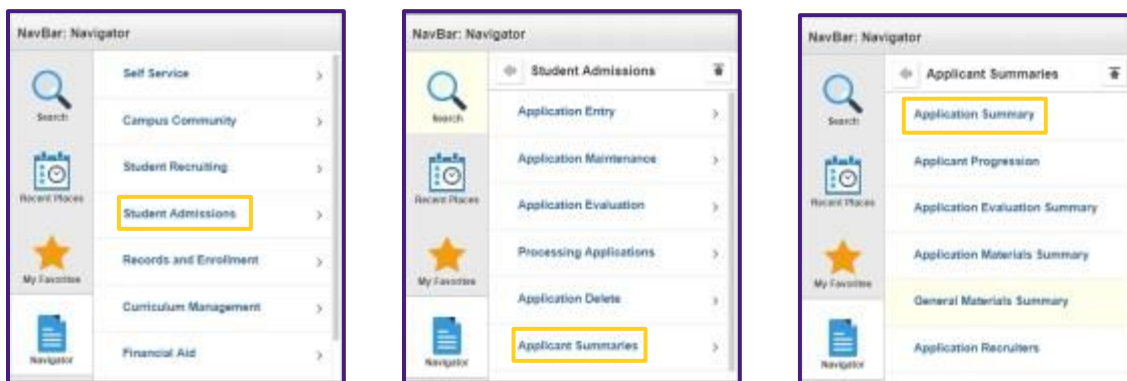 NavBar: Navigator
Search
Recent Places
My Favorites
Navigator
Self Service
Campus Community
Student Recruiting
Student Admissions
Records and Enrollment
Curriculum Management
Financial Aid
NavBar: Navigator
Search
Recent Places
My Favorites
Navigator
Student Admissions
Application Entry
Application Maintenance
Application Evaluation
Processing Applications
Application Delete
Applicant Summaries
NavBar: Navigator
Search
Recent Places
My Favorites
Navigator
Applicant Summaries
Application Summary
Applicant Progression
Application Evaluation Summary
Application Materials Summary
General Materials Summary
Application Recruiters